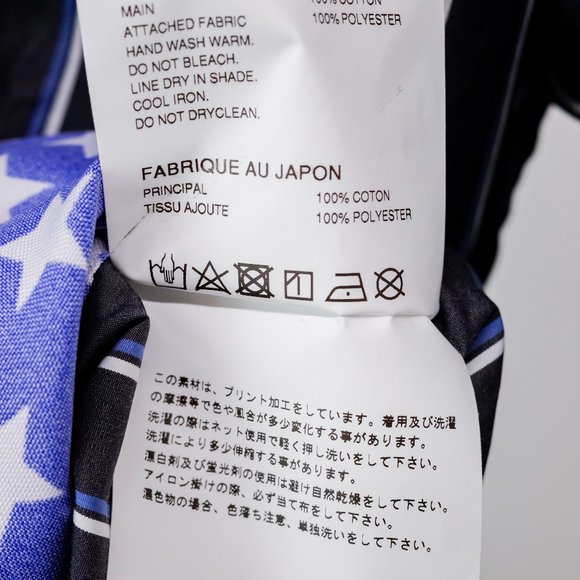 MAIN 100% COTTON
ATTACHED FABRIC 100% POLYESTER
HAND WASH WARM.
DO NOT BLEACH.
LINE DRY IN SHADE.
COOL IRON.
DO NOT DRYCLEAN.
FABRIQUE AU JAPON
PRINCIPAL 100% COTON
TISSU AJOUTE 100% POLYESTER
この素材は、プリント加工をしています。着用及び洗濯
の摩擦等で色や風合が多少変化する事があります。
洗濯の際はネット使用で軽く押し洗いをして下さい。
洗濯により多少伸縮する事があります。
漂白剤及び蛍光剤の使用は避け自然乾燥をして下さい。
アイロン掛けの際、必ず当て布をして下さい。
濃色物の場合、色落ち注意、単独洗いして下さい。